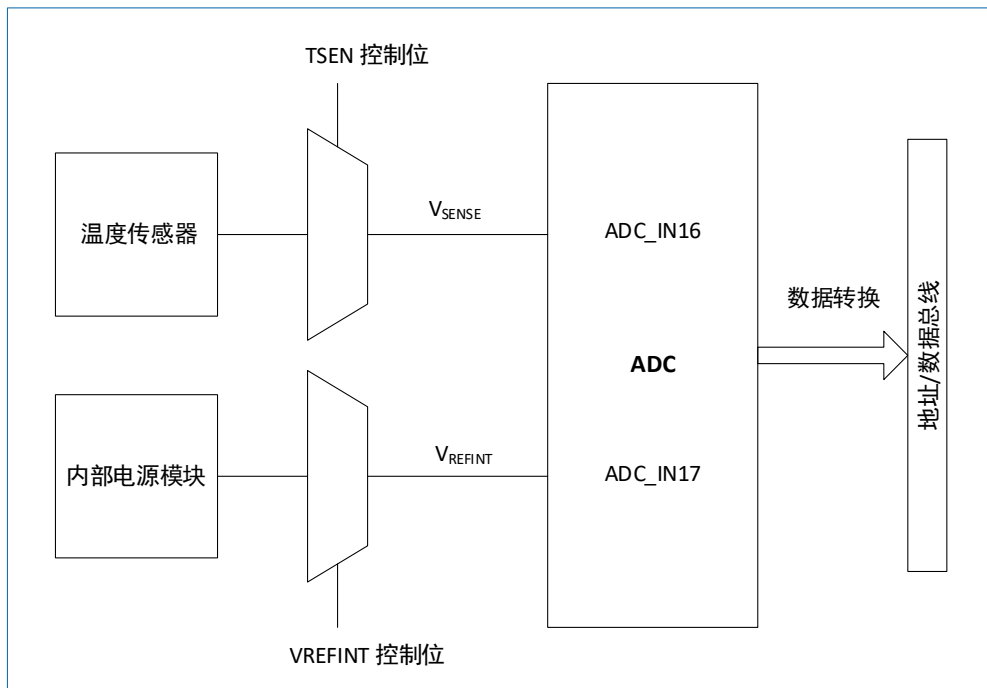 TSEN 控制位
温度传感器
VSENSE
ADC_IN16
数据转换
ADC
地址/数据总线
内部电源模块
VREFINT
ADC_IN17
VREFINT 控制位